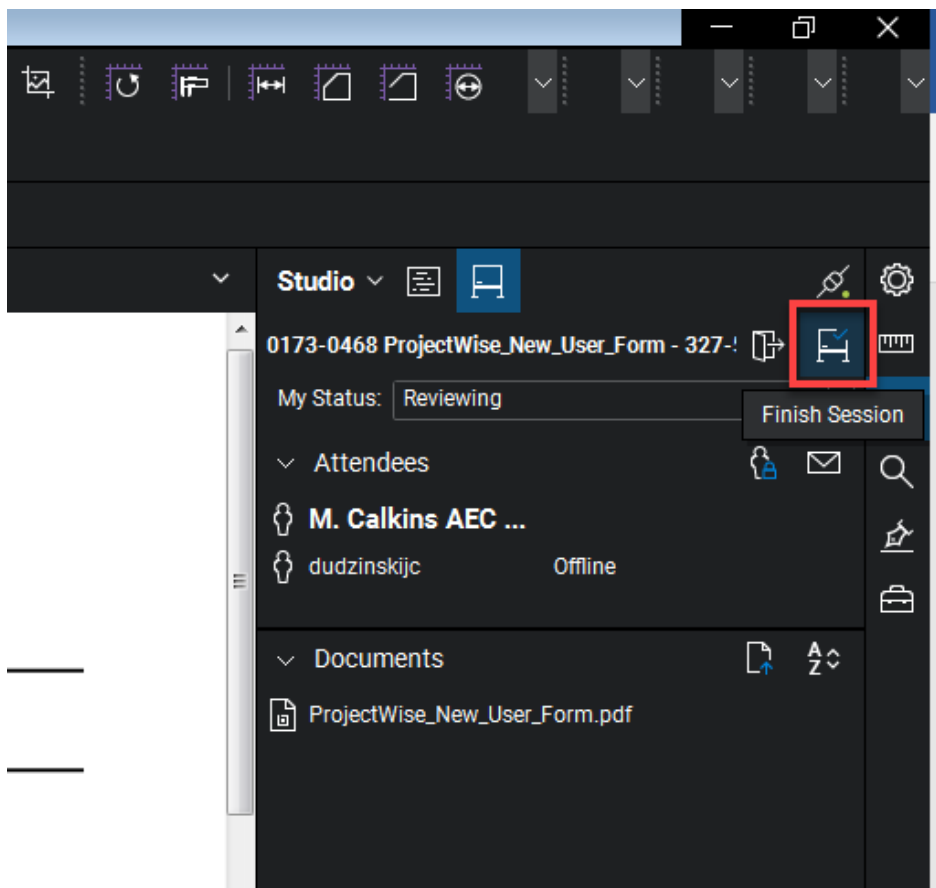 Studio
0173-0468 ProjectWise_New_User_Form - 327-
My Status: Reviewing
Finish Session
Attendees
M. Calkins AEC ...
dudzinskijc Offline
Documents
A
Z
ProjectWise_New_User_Form.pdf